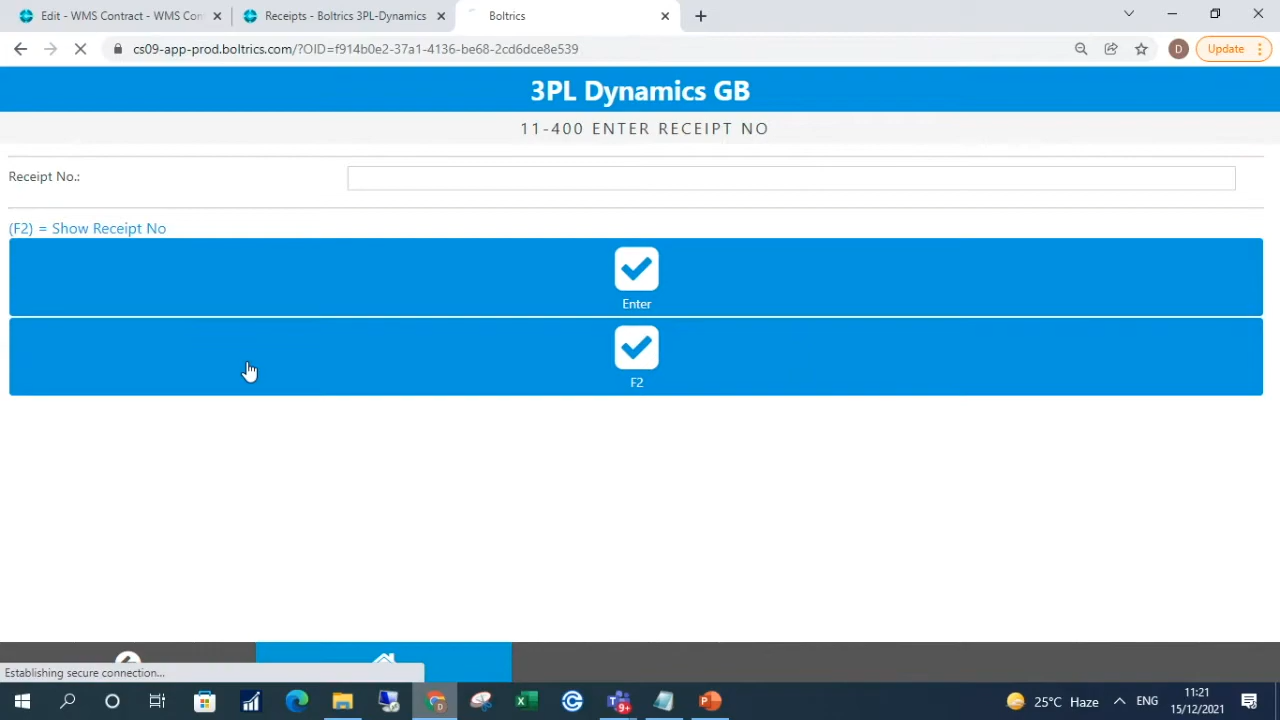 Edit - WMS Contract - WMS Con
Receipts - Boltrics 3PL-Dynamics
Boltrics
cs09-app-prod.boltrics.com/?OID=f914b0e2-37a1-4136-be68-2cd6dce8e539
D
Update
3PL Dynamics GB
11-400 ENTER RECEIPT NO
Receipt No.:
(F2) = Show Receipt No
Enter
F2
Establishing secure connection...
9+
25°C Haze
ENG
11:21
15/12/2021